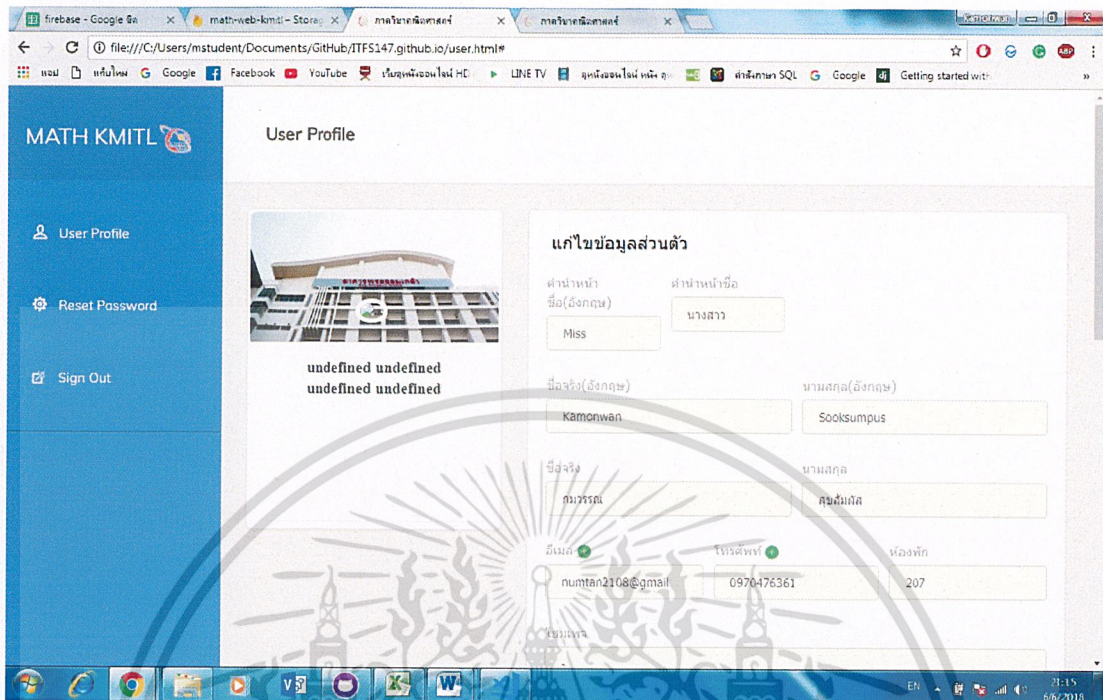 firebase - Google ชีต
math-web-kmitl – Storag
ภาควิชาคณิตศาสตร์
ภาควิชาคณิตศาสตร์
file:///C:/Users/mstudent/Documents/GitHub/ITFS147.github.io/user.html#
แอป แท็บใหม่ Google Facebook YouTube LINE TV คำสั่งภาษา SQL Google Getting started with »
MATH KMITL
User Profile
User Profile
Reset Password
Sign Out
undefined undefined
undefined undefined
แก้ไขข้อมูลส่วนตัว
คำนำหน้า คำนำหน้าชื่อ
ชื่อ(อังกฤษ)
Miss นางสาว
ชื่อจริง(อังกฤษ) นามสกุล(อังกฤษ)
Kamonwan Sooksumpus
ชื่อจริง นามสกุล
กมวรรณ สุขสัมผัส
อีเมล โทรศัพท์ ห้องพัก
numtan2108@gmail 0970476361 207
โฮมเพจ
EN 21:15
6/6/2018